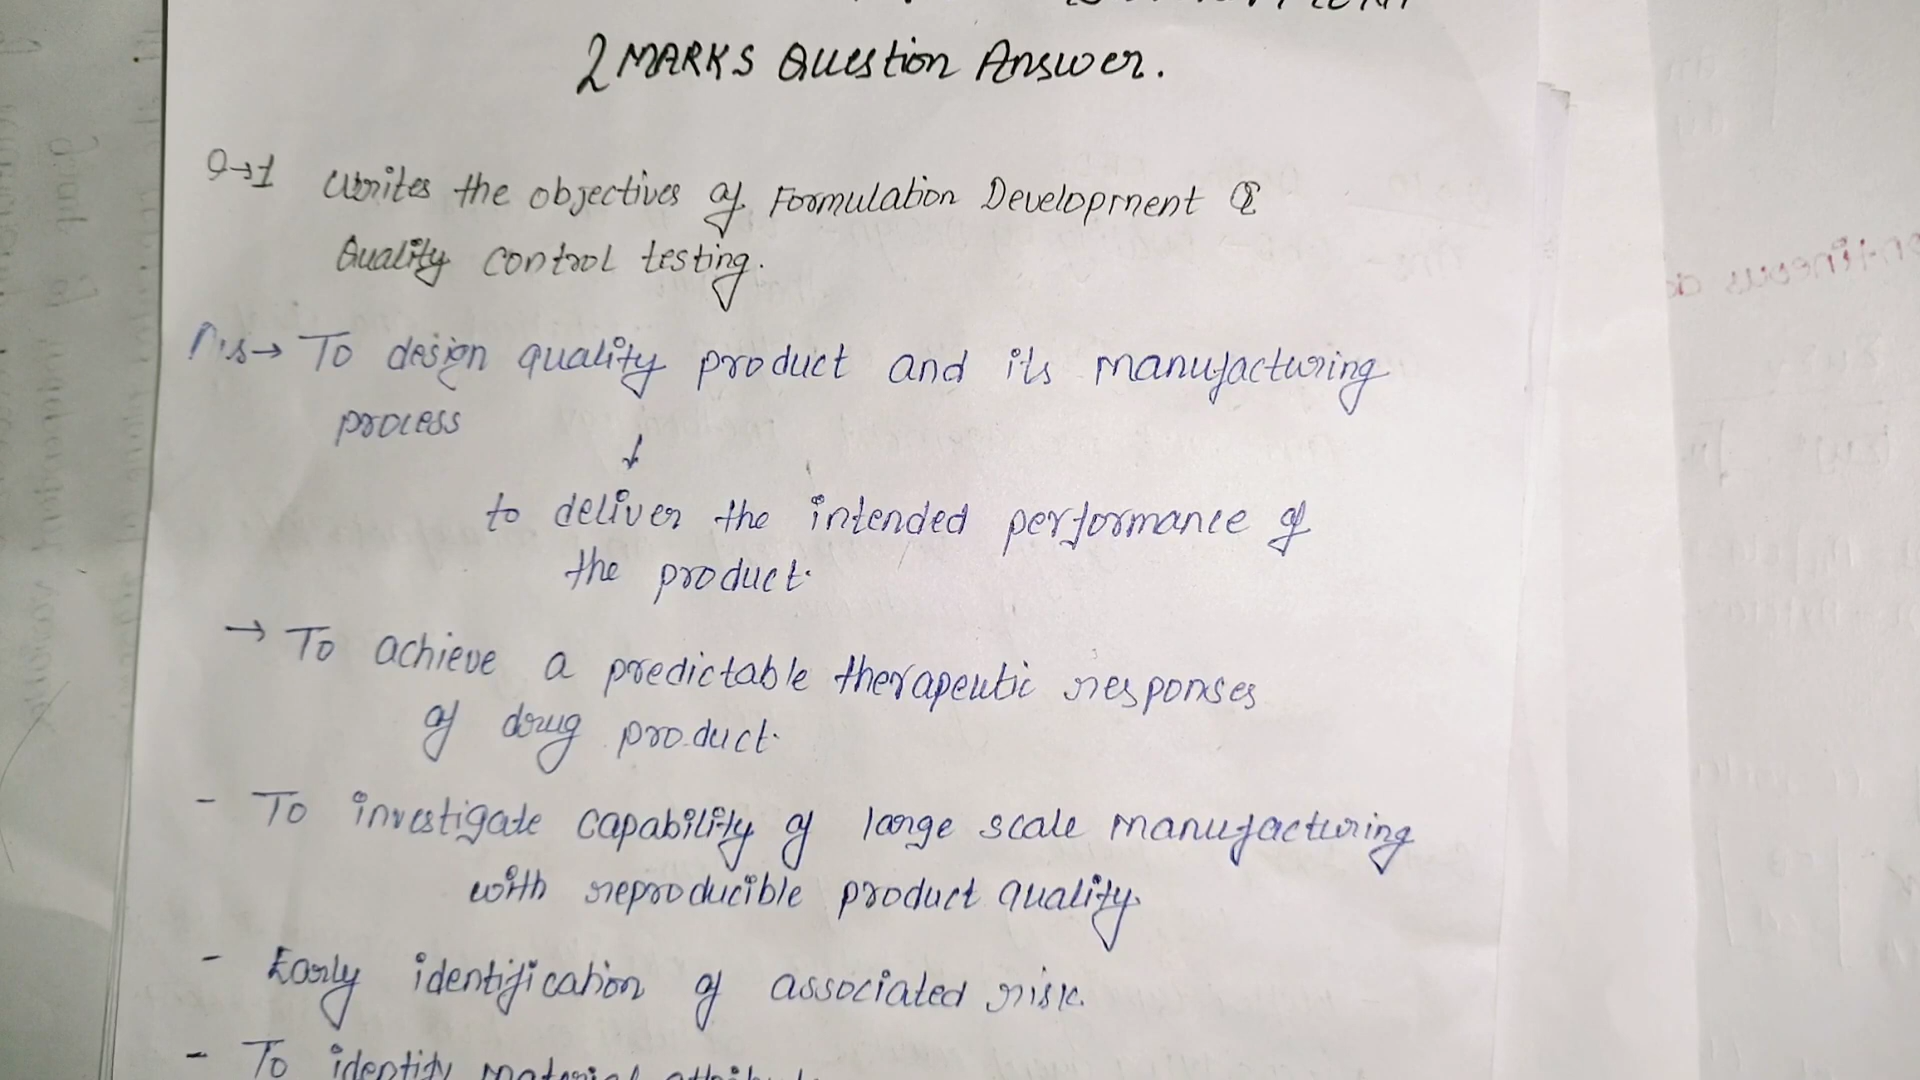 2 MARKS Question Answer.
Q→1 Writes the objectives of Formulation Development &
Quality control testing.
Ans→ To design quality product and its manufacturing
process
↓
to deliver the intended performance of
the product.
→ To achieve a predictable therapeutic responses
of drug product.
- To investigate capability of large scale manufacturing
with reproducible product quality.
- Early identification of associated risk.
- To identify material